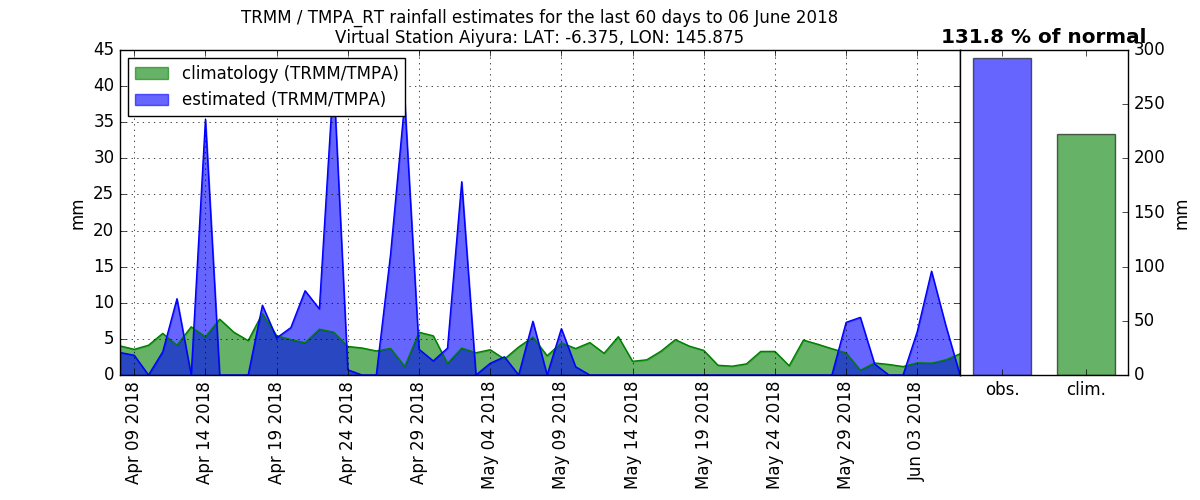 TRMM / TMPA_RT rainfall estimates for the last 60 days to 06 June 2018
Virtual Station Aiyura: LAT: -6.375, LON: 145.875
131.8 % of normal
climatology (TRMM/TMPA)
estimated (TRMM/TMPA)
mm
45
40
35
30
25
20
15
10
5
0
Apr 09 2018
Apr 14 2018
Apr 19 2018
Apr 24 2018
Apr 29 2018
May 04 2018
May 09 2018
May 14 2018
May 19 2018
May 24 2018
May 29 2018
Jun 03 2018
300
250
200
150
100
50
0
mm
obs.
clim.